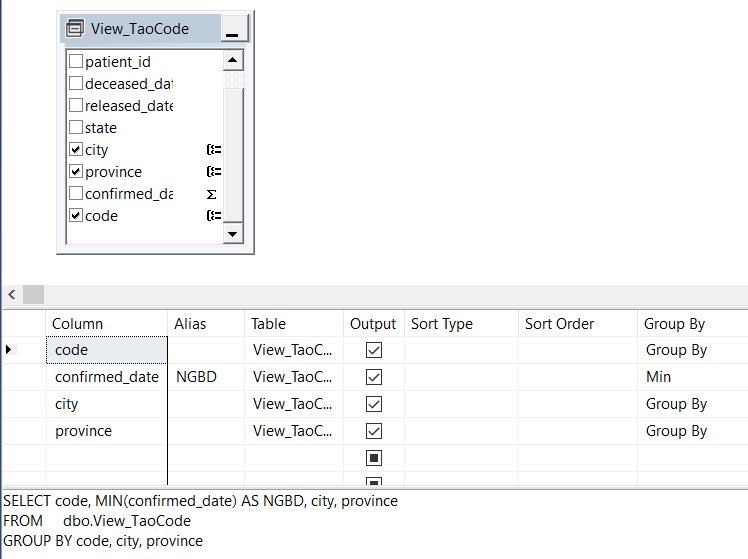 View_TaoCode
patient_id
deceased_dat
released_date
state
city
province
confirmed_da
code
Column Alias Table Output Sort Type Sort Order Group By
code View_TaoC... Group By
confirmed_date NGBD View_TaoC... Min
city View_TaoC... Group By
province View_TaoC... Group By
SELECT code, MIN(confirmed_date) AS NGBD, city, province
FROM dbo.View_TaoCode
GROUP BY code, city, province